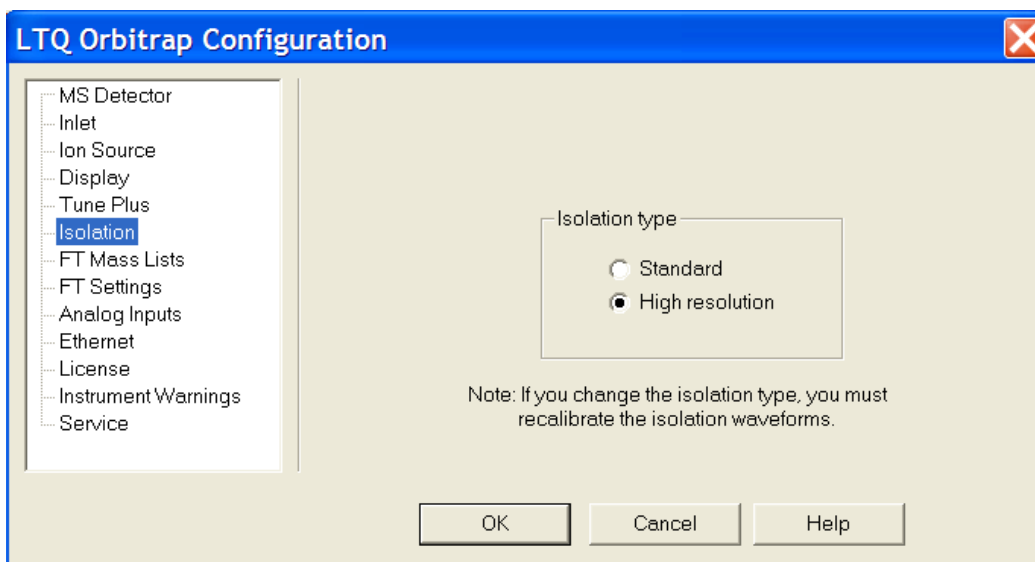 LTQ Orbitrap Configuration
MS Detector
Inlet
Ion Source
Display
Tune Plus
Isolation
FT Mass Lists
FT Settings
Analog Inputs
Ethernet
License
Instrument Warnings
Service
Isolation type
Standard
High resolution
Note: If you change the isolation type, you must
recalibrate the isolation waveforms.
OK
Cancel
Help